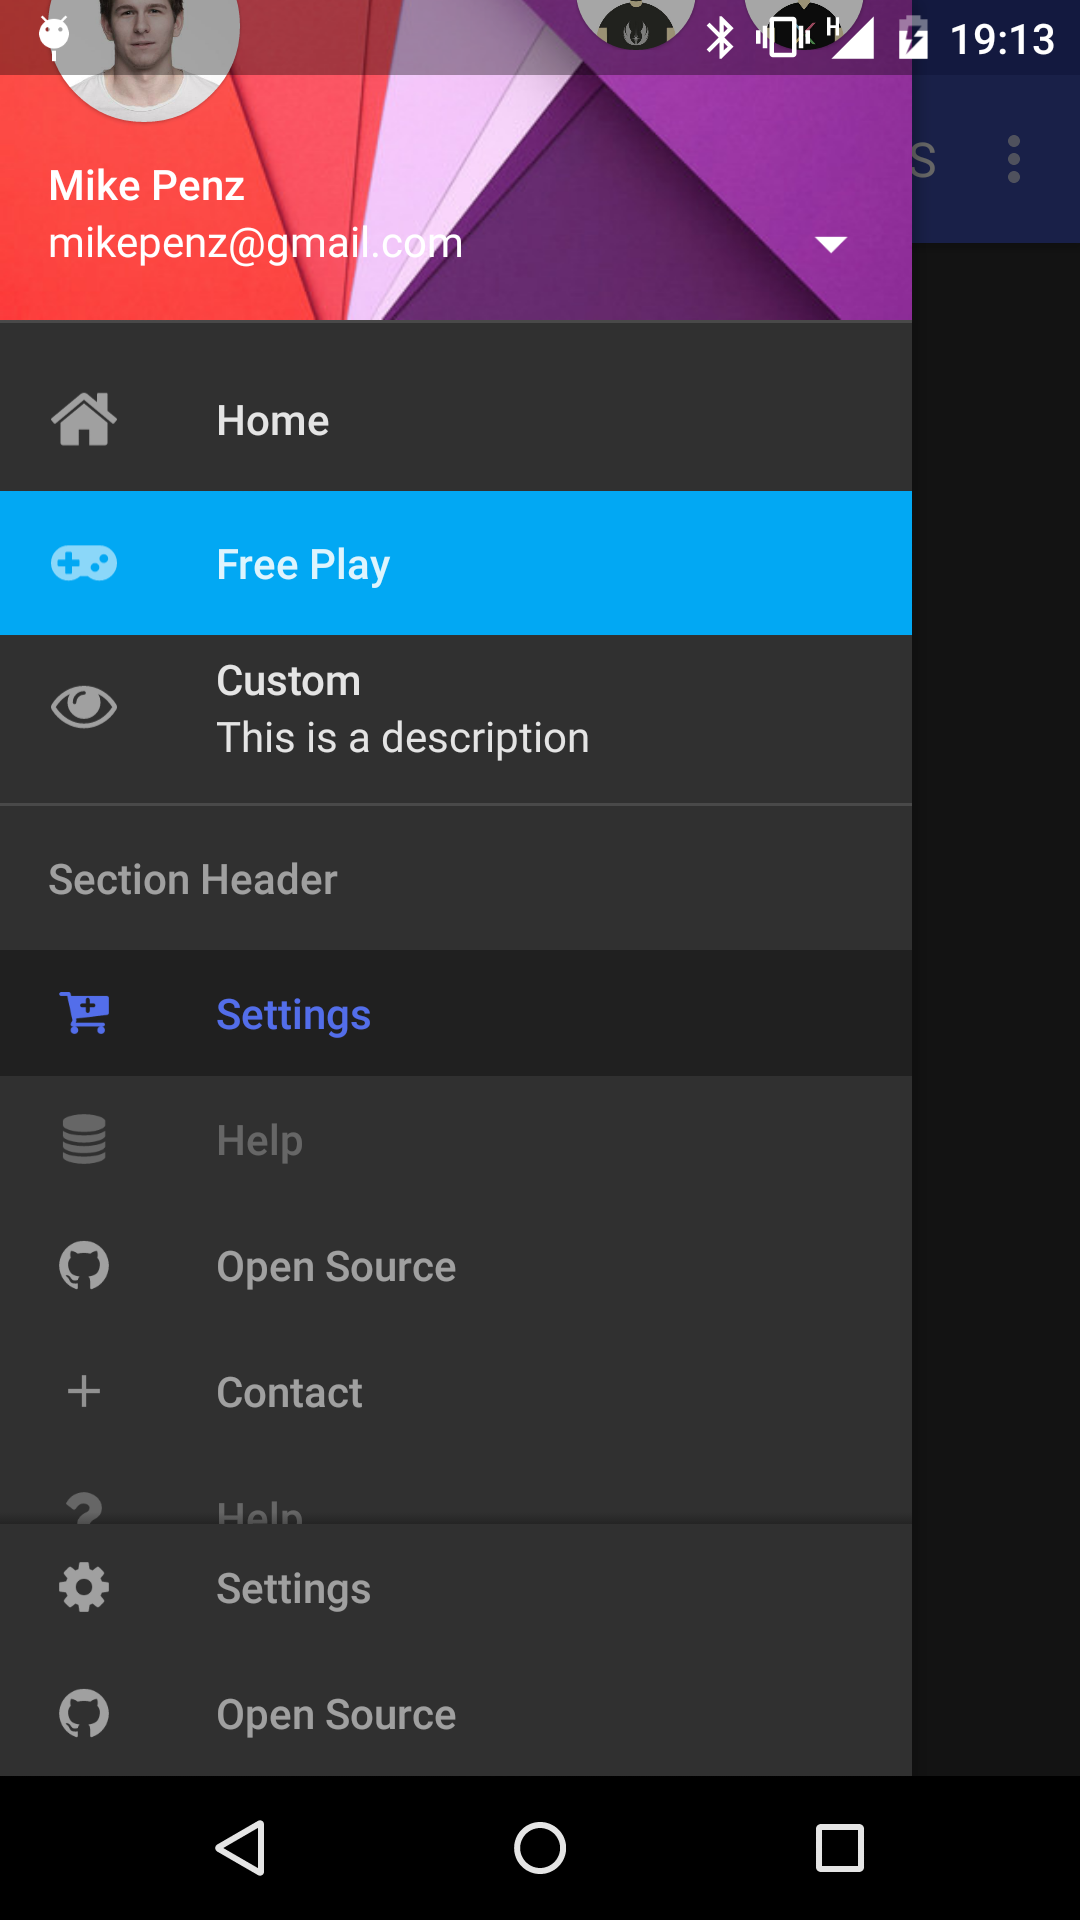 H 19:13
S
Mike Penz
mikepenz@gmail.com
Home
Free Play
Custom
This is a description
Section Header
Settings
Help
Open Source
Contact
Help
Settings
Open Source